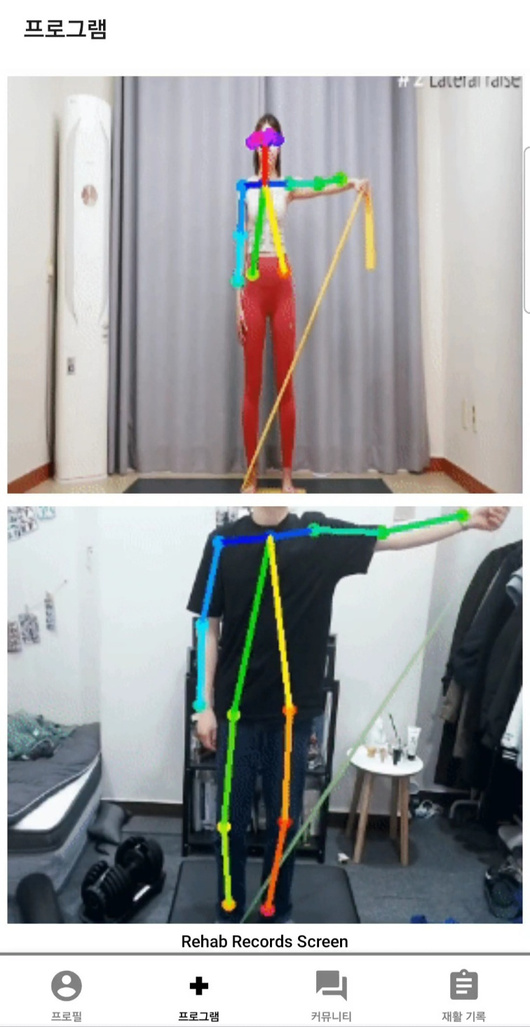 프로그램
# 2 Lateral raise
Rehab Records Screen
프로필
프로그램
커뮤니티
재활 기록